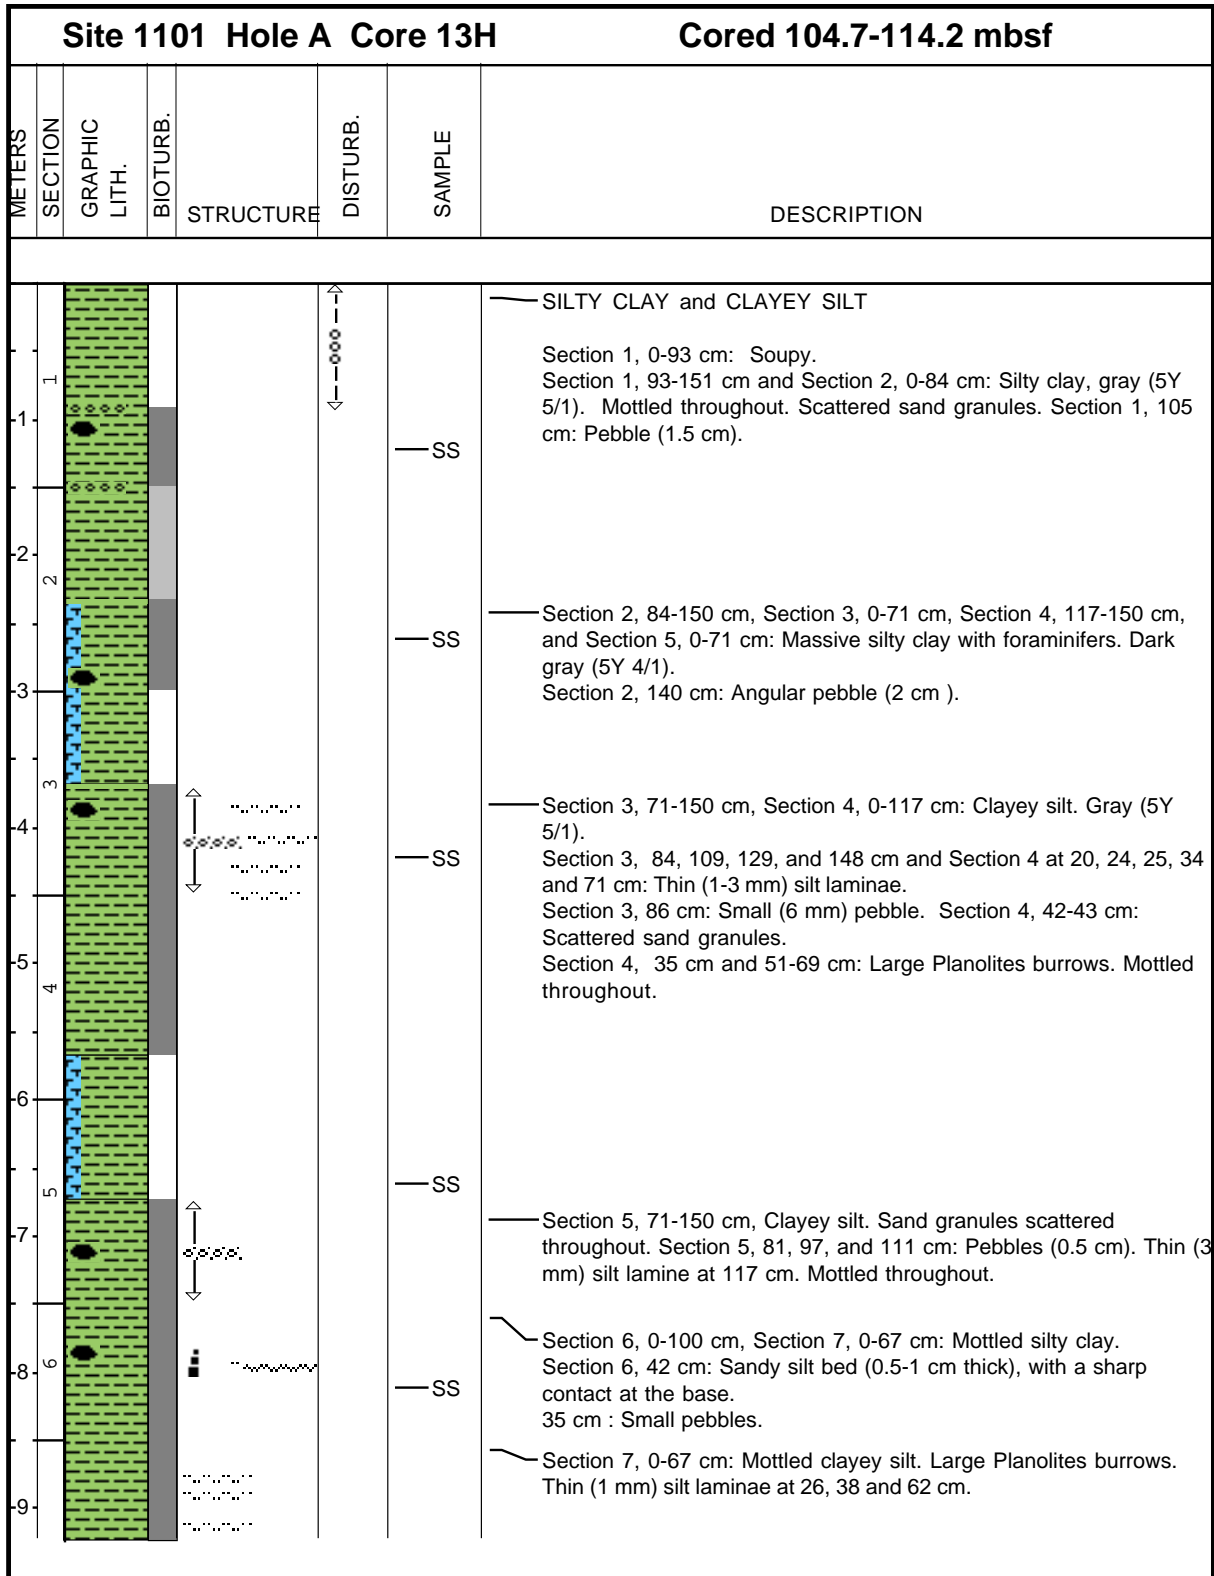 Site 1101 Hole A Core 13H Cored 104.7-114.2 mbsf
METERS
SECTION
GRAPHIC
LITH.
BIOTURB.
STRUCTURE
DISTURB.
SAMPLE
DESCRIPTION
SILTY CLAY and CLAYEY SILT
Section 1, 0-93 cm: Soupy.
Section 1, 93-151 cm and Section 2, 0-84 cm: Silty clay, gray (5Y
5/1). Mottled throughout. Scattered sand granules. Section 1, 105
cm: Pebble (1.5 cm).
1
1
SS
2
2
Section 2, 84-150 cm, Section 3, 0-71 cm, Section 4, 117-150 cm,
and Section 5, 0-71 cm: Massive silty clay with foraminifers. Dark
gray (5Y 4/1).
Section 2, 140 cm: Angular pebble (2 cm ).
SS
3
3
Section 3, 71-150 cm, Section 4, 0-117 cm: Clayey silt. Gray (5Y
5/1).
Section 3, 84, 109, 129, and 148 cm and Section 4 at 20, 24, 25, 34
and 71 cm: Thin (1-3 mm) silt laminae.
Section 3, 86 cm: Small (6 mm) pebble. Section 4, 42-43 cm:
Scattered sand granules.
Section 4, 35 cm and 51-69 cm: Large Planolites burrows. Mottled
throughout.
4
SS
5
4
6
SS
5
7
Section 5, 71-150 cm, Clayey silt. Sand granules scattered
throughout. Section 5, 81, 97, and 111 cm: Pebbles (0.5 cm). Thin (3
mm) silt lamine at 117 cm. Mottled throughout.
Section 6, 0-100 cm, Section 7, 0-67 cm: Mottled silty clay.
Section 6, 42 cm: Sandy silt bed (0.5-1 cm thick), with a sharp
contact at the base.
35 cm : Small pebbles.
6
8
SS
Section 7, 0-67 cm: Mottled clayey silt. Large Planolites burrows.
Thin (1 mm) silt laminae at 26, 38 and 62 cm.
9